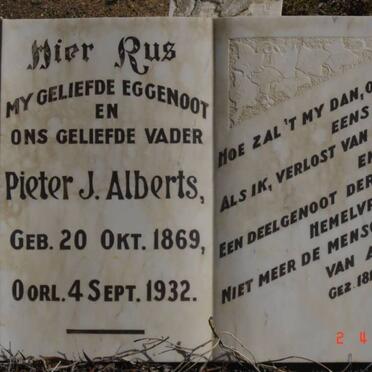 Hier Rus
MY GELIEFDE EGGENOOT
EN
ONS GELIEFDE VADER
Pieter J. Alberts,
GEB. 20 OKT. 1869,
OORL. 4 SEPT. 1932.
HOE ZAL 'T MY DAN, O
EENS
ALS IK, VERLOST VAN
EN
EEN DEELGENOOT DER
HEMELVR
NIET MEER DE MENSC
VAN A
GEZ. 18
2 4